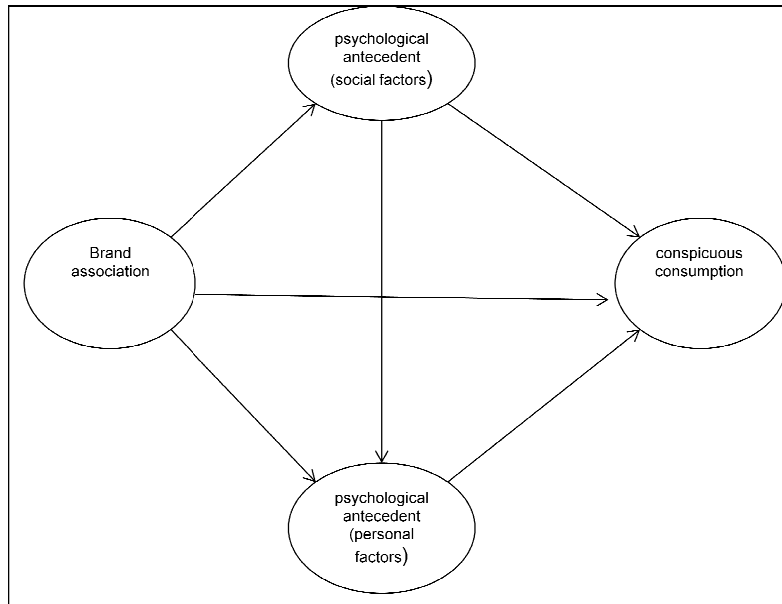 psychological
antecedent
(social factors)
Brand
association
conspicuous
consumption
psychological
antecedent
(personal
factors)